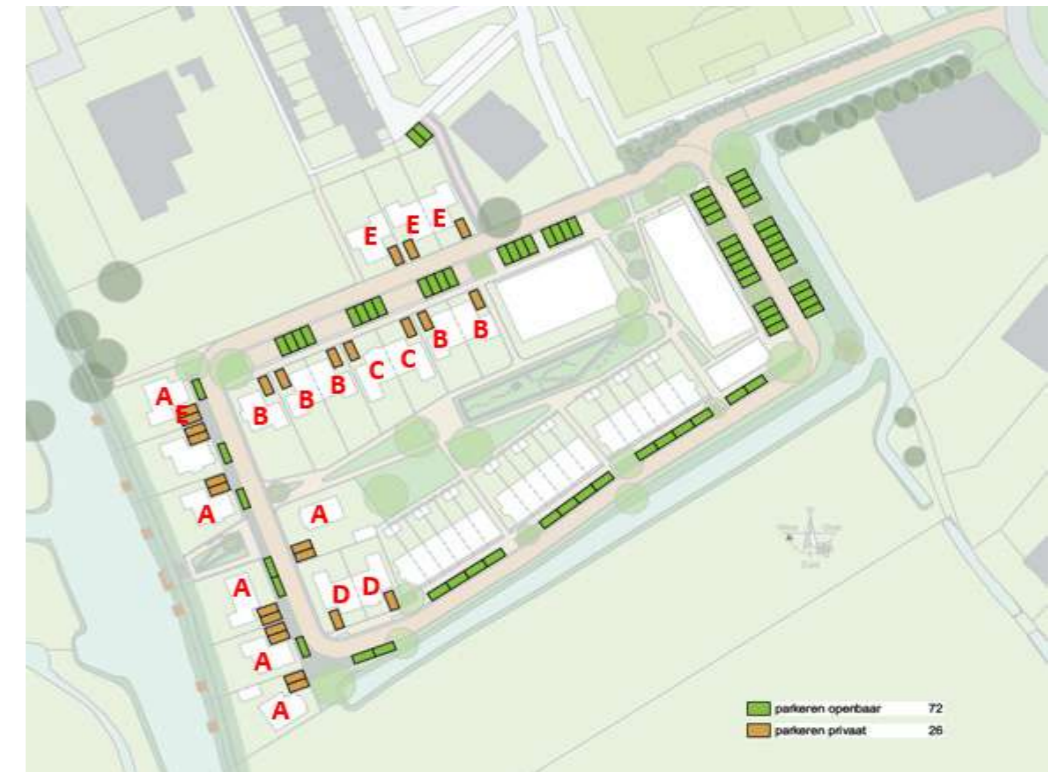 E E E
B B
C C
B B B
A
E
A
A
D D
A
A
A
parkeren openbaar 72
parkeren privaat 26